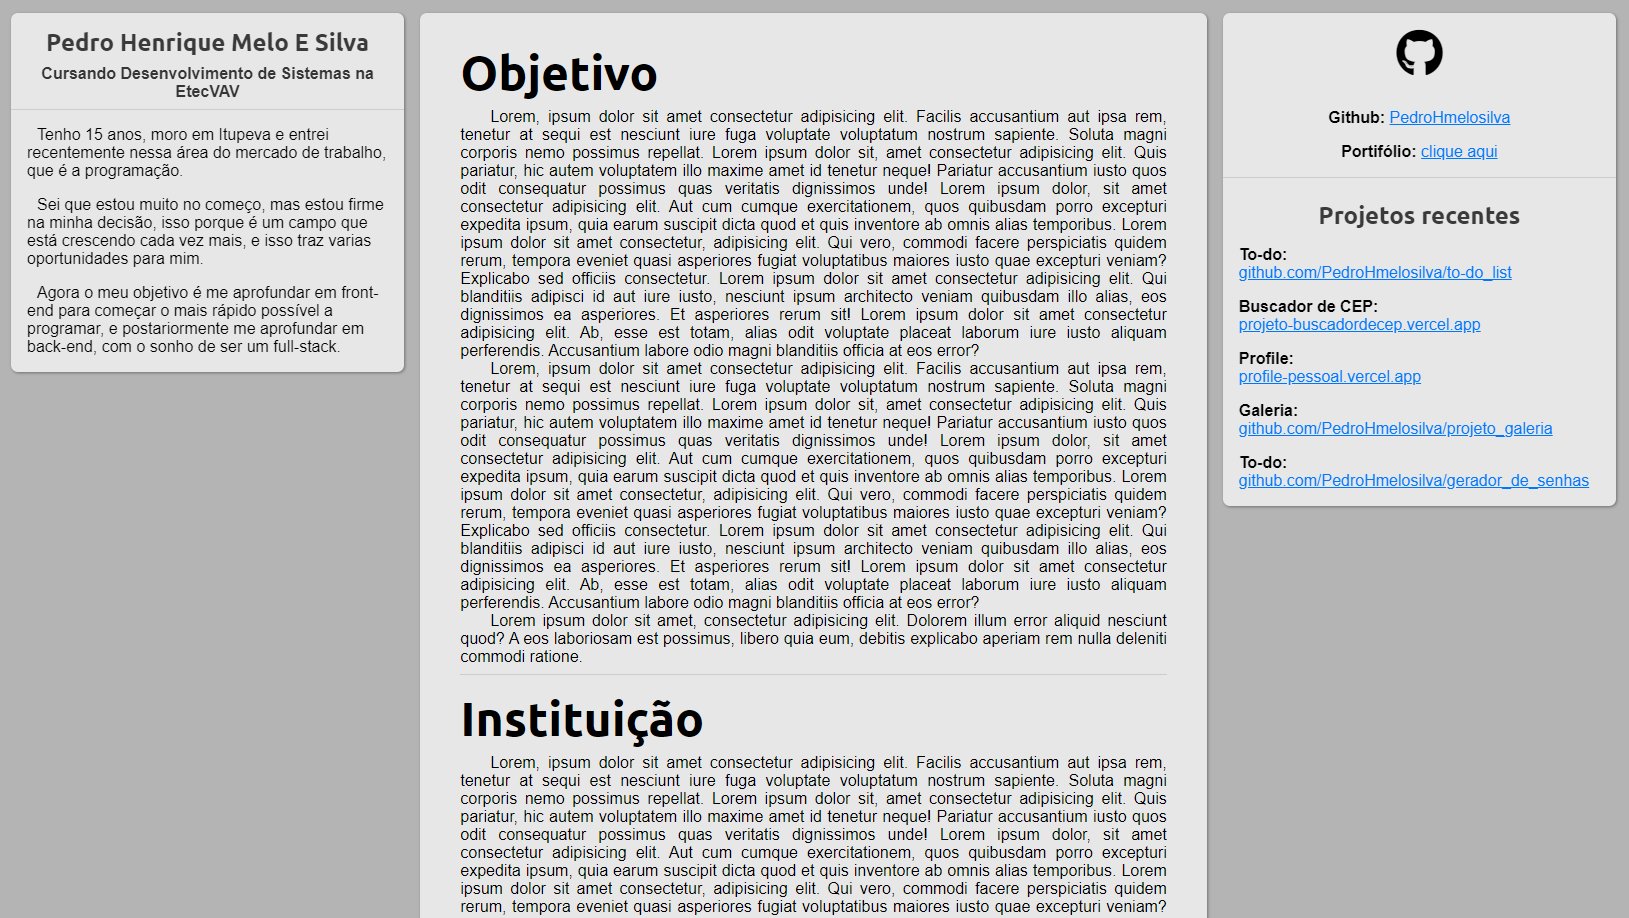 Pedro Henrique Melo E Silva
Cursando Desenvolvimento de Sistemas na
EtecVAV
Tenho 15 anos, moro em Itupeva e entrei
recentemente nessa área do mercado de trabalho,
que é a programação.
Sei que estou muito no começo, mas estou firme
na minha decisão, isso porque é um campo que
está crescendo cada vez mais, e isso traz varias
oportunidades para mim.
Agora o meu objetivo é me aprofundar em front-
end para começar o mais rápido possível a
programar, e postariormente me aprofundar em
back-end, com o sonho de ser um full-stack.
Objetivo
Lorem, ipsum dolor sit amet consectetur adipisicing elit. Facilis accusantium aut ipsa rem,
tenetur at sequi est nesciunt iure fuga voluptate voluptatum nostrum sapiente. Soluta magni
corporis nemo possimus repellat. Lorem ipsum dolor sit, amet consectetur adipisicing elit. Quis
pariatur, hic autem voluptatem illo maxime amet id tenetur neque! Pariatur accusantium iusto quos
odit consequatur possimus quas veritatis dignissimos unde! Lorem ipsum dolor, sit amet
consectetur adipisicing elit. Aut cum cumque exercitationem, quos quibusdam porro excepturi
expedita ipsum, quia earum suscipit dicta quod et quis inventore ab omnis alias temporibus. Lorem
ipsum dolor sit amet consectetur, adipisicing elit. Qui vero, commodi facere perspiciatis quidem
rerum, tempora eveniet quasi asperiores fugiat voluptatibus maiores iusto quae excepturi veniam?
Explicabo sed officiis consectetur. Lorem ipsum dolor sit amet consectetur adipisicing elit. Qui
blanditiis adipisci id aut iure iusto, nesciunt ipsum architecto veniam quibusdam illo alias, eos
dignissimos ea asperiores. Et asperiores rerum sit! Lorem ipsum dolor sit amet consectetur
adipisicing elit. Ab, esse est totam, alias odit voluptate placeat laborum iure iusto aliquam
perferendis. Accusantium labore odio magni blanditiis officia at eos error?
Lorem, ipsum dolor sit amet consectetur adipisicing elit. Facilis accusantium aut ipsa rem,
tenetur at sequi est nesciunt iure fuga voluptate voluptatum nostrum sapiente. Soluta magni
corporis nemo possimus repellat. Lorem ipsum dolor sit, amet consectetur adipisicing elit. Quis
pariatur, hic autem voluptatem illo maxime amet id tenetur neque! Pariatur accusantium iusto quos
odit consequatur possimus quas veritatis dignissimos unde! Lorem ipsum dolor, sit amet
consectetur adipisicing elit. Aut cum cumque exercitationem, quos quibusdam porro excepturi
expedita ipsum, quia earum suscipit dicta quod et quis inventore ab omnis alias temporibus. Lorem
ipsum dolor sit amet consectetur, adipisicing elit. Qui vero, commodi facere perspiciatis quidem
rerum, tempora eveniet quasi asperiores fugiat voluptatibus maiores iusto quae excepturi veniam?
Explicabo sed officiis consectetur. Lorem ipsum dolor sit amet consectetur adipisicing elit. Qui
blanditiis adipisci id aut iure iusto, nesciunt ipsum architecto veniam quibusdam illo alias, eos
dignissimos ea asperiores. Et asperiores rerum sit! Lorem ipsum dolor sit amet consectetur
adipisicing elit. Ab, esse est totam, alias odit voluptate placeat laborum iure iusto aliquam
perferendis. Accusantium labore odio magni blanditiis officia at eos error?
Lorem ipsum dolor sit amet, consectetur adipisicing elit. Dolorem illum error aliquid nesciunt
quod? A eos laboriosam est possimus, libero quia eum, debitis explicabo aperiam rem nulla deleniti
commodi ratione.
Instituição
Lorem, ipsum dolor sit amet consectetur adipisicing elit. Facilis accusantium aut ipsa rem,
tenetur at sequi est nesciunt iure fuga voluptate voluptatum nostrum sapiente. Soluta magni
corporis nemo possimus repellat. Lorem ipsum dolor sit, amet consectetur adipisicing elit. Quis
pariatur, hic autem voluptatem illo maxime amet id tenetur neque! Pariatur accusantium iusto quos
odit consequatur possimus quas veritatis dignissimos unde! Lorem ipsum dolor, sit amet
consectetur adipisicing elit. Aut cum cumque exercitationem, quos quibusdam porro excepturi
expedita ipsum, quia earum suscipit dicta quod et quis inventore ab omnis alias temporibus. Lorem
ipsum dolor sit amet consectetur, adipisicing elit. Qui vero, commodi facere perspiciatis quidem
rerum, tempora eveniet quasi asperiores fugiat voluptatibus maiores iusto quae excepturi veniam?
Github: PedroHmelosilva
Portifólio: clique aqui
Projetos recentes
To-do:
github.com/PedroHmelosilva/to-do_list
Buscador de CEP:
projeto-buscadordecep.vercel.app
Profile:
profile-pessoal.vercel.app
Galeria:
github.com/PedroHmelosilva/projeto_galeria
To-do:
github.com/PedroHmelosilva/gerador_de_senhas